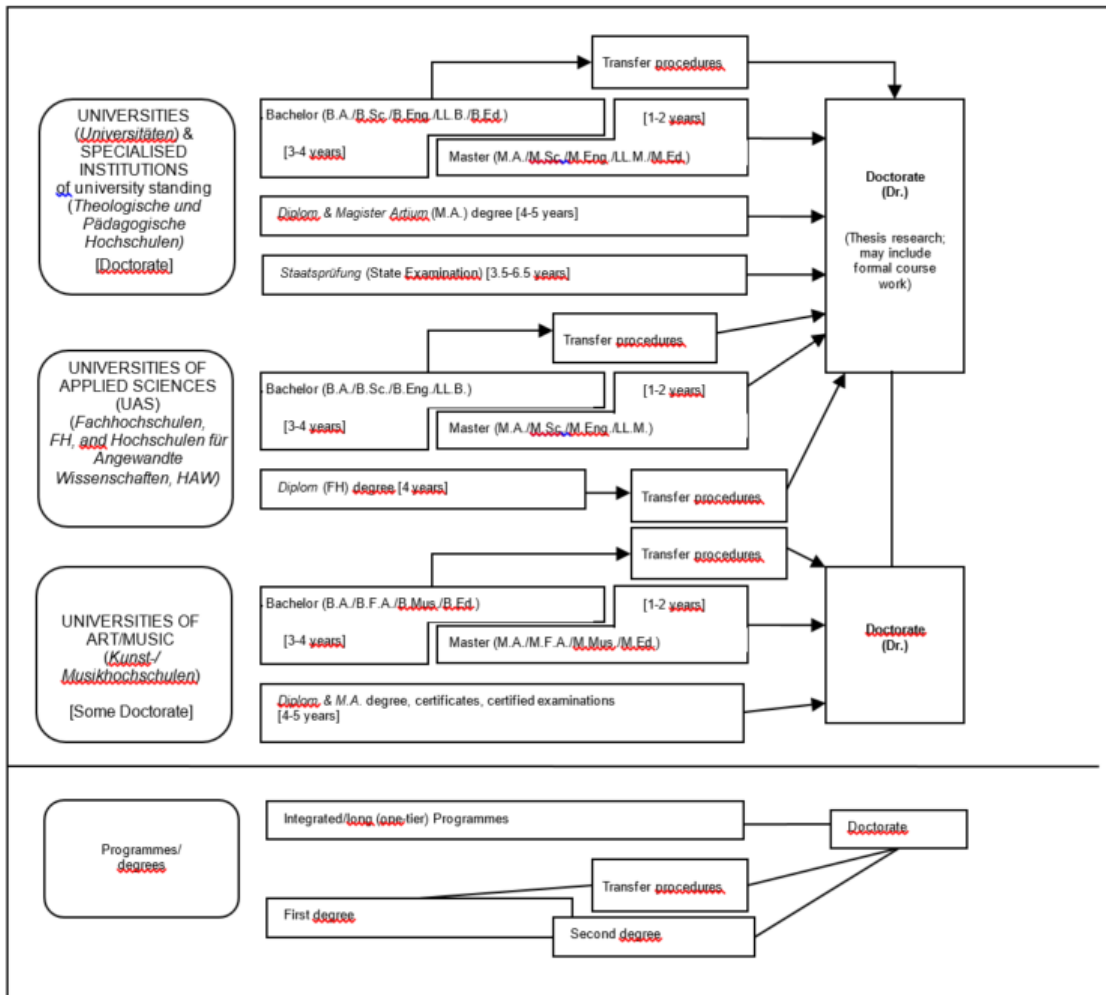 Transfer procedures
UNIVERSITIES
(Universitäten) &
SPECIALISED
INSTITUTIONS
of university standing
(Theologische und
Pädagogische
Hochschulen)
[Doctorate]
Bachelor (B.A./B.Sc./B.Eng./LL.B./B.Ed.)
[3-4 years]
[1-2 years]
Master (M.A./M.Sc./M.Eng./LL.M./M.Ed.)
Diplom & Magister Artium (M.A.) degree [4-5 years]
Staatsprüfung (State Examination) [3.5-6.5 years]
Doctorate
(Dr.)
(Thesis research;
may include
formal course
work)
Transfer procedures
UNIVERSITIES OF
APPLIED SCIENCES
(UAS)
(Fachhochschulen,
FH, and Hochschulen für
Angewandte
Wissenschaften, HAW)
Bachelor (B.A./B.Sc./B.Eng./LL.B.)
[3-4 years]
[1-2 years]
Master (M.A./M.Sc./M.Eng./LL.M.)
Diplom (FH) degree [4 years]
Transfer procedures
Transfer procedures
UNIVERSITIES OF
ART/MUSIC
(Kunst-/
Musikhochschulen)
[Some Doctorate]
Bachelor (B.A./B.F.A./B.Mus./B.Ed.)
[3-4 years]
[1-2 years]
Master (M.A./M.F.A./M.Mus./M.Ed.)
Diplom & M.A. degree, certificates, certified examinations
[4-5 years]
Doctorate
(Dr.)
Programmes/
degrees
Integrated/long (one-tier) Programmes
Doctorate
Transfer procedures
First degree
Second degree